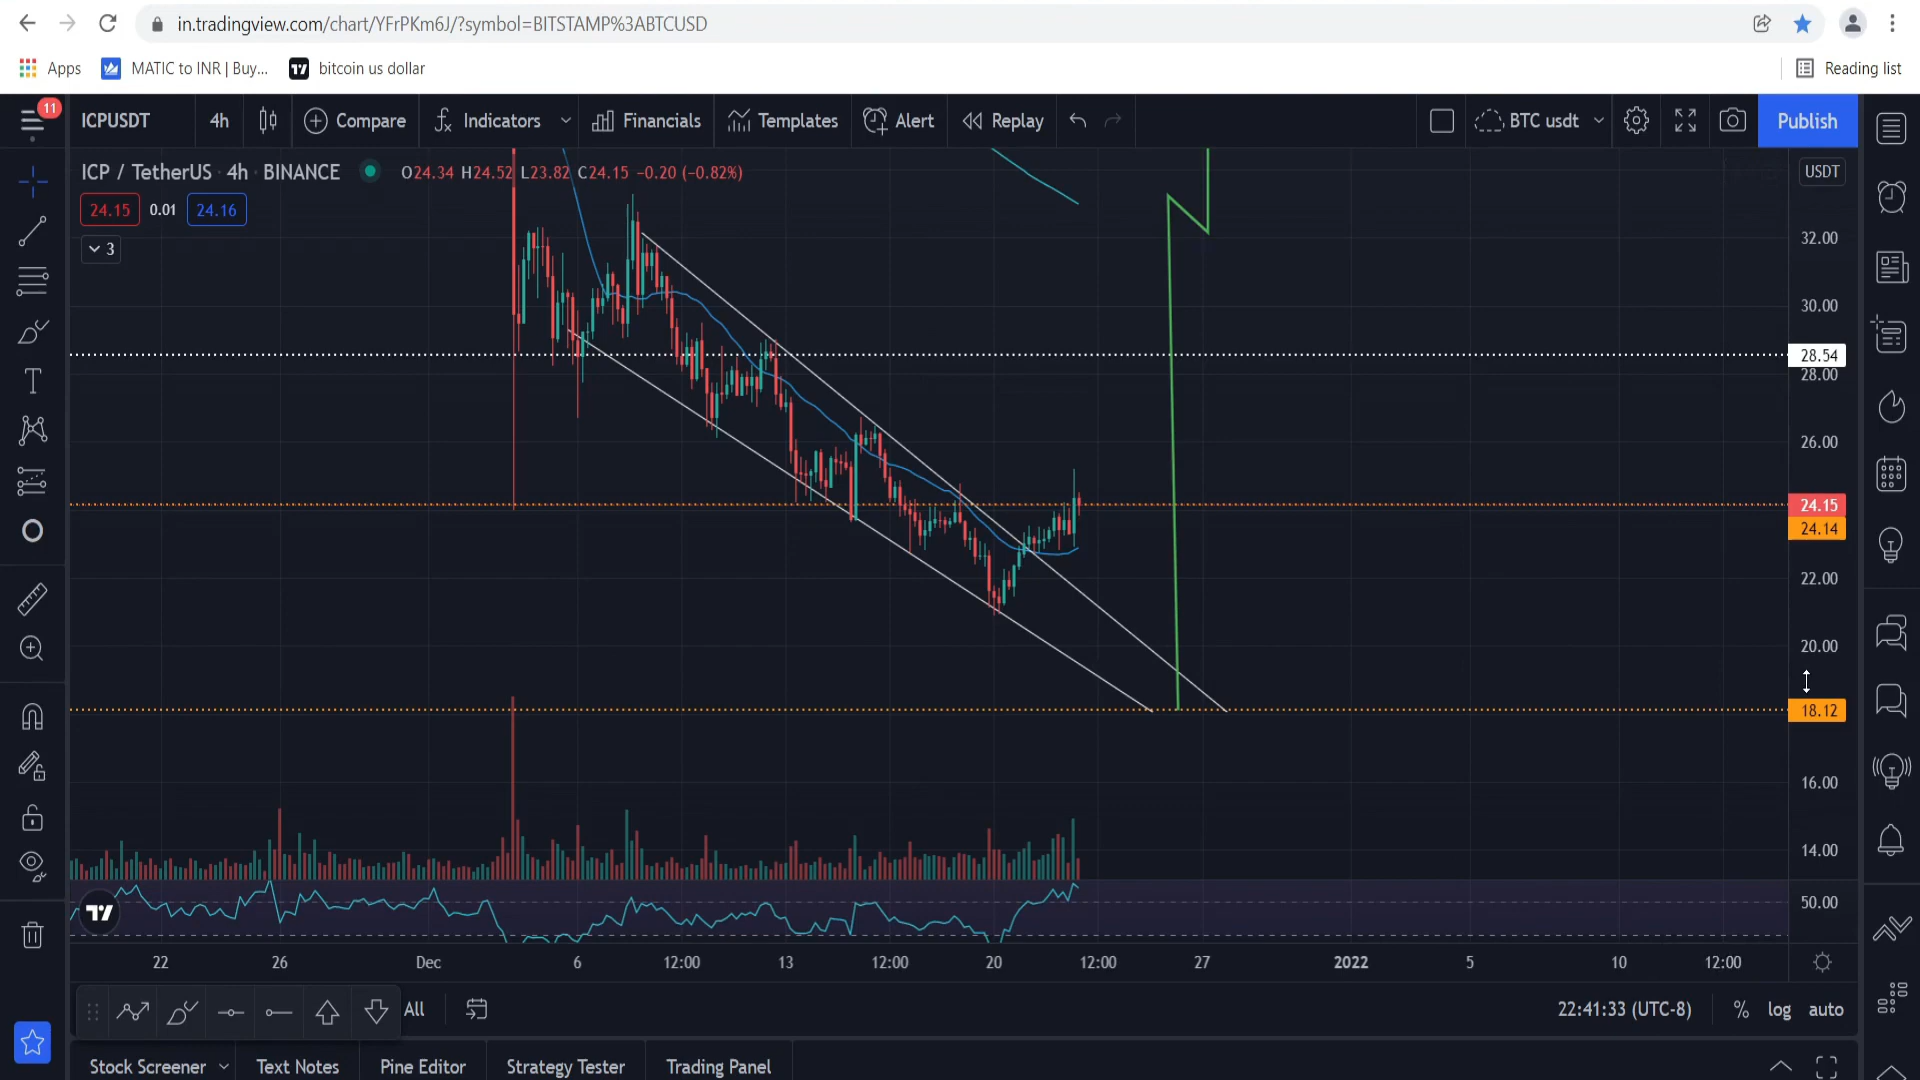 in.tradingview.com/chart/YFrPKm6J/?symbol=BITSTAMP%3ABTCUSD
Apps MATIC to INR | Buy... bitcoin us dollar Reading list
11
ICPUSDT 4h Compare Indicators Financials Templates Alert Replay BTC usdt Publish
ICP / TetherUS · 4h · BINANCE O24.34 H24.52 L23.82 C24.15 −0.20 (−0.82%) USDT
24.15 0.01 24.16
3
32.00
30.00
28.54
28.00
26.00
24.15
24.14
22.00
20.00
18.12
16.00
14.00
50.00
22 26 Dec 6 12:00 13 12:00 20 12:00 27 2022 5 10 12:00
All 22:41:33 (UTC-8) % log auto
Stock Screener Text Notes Pine Editor Strategy Tester Trading Panel